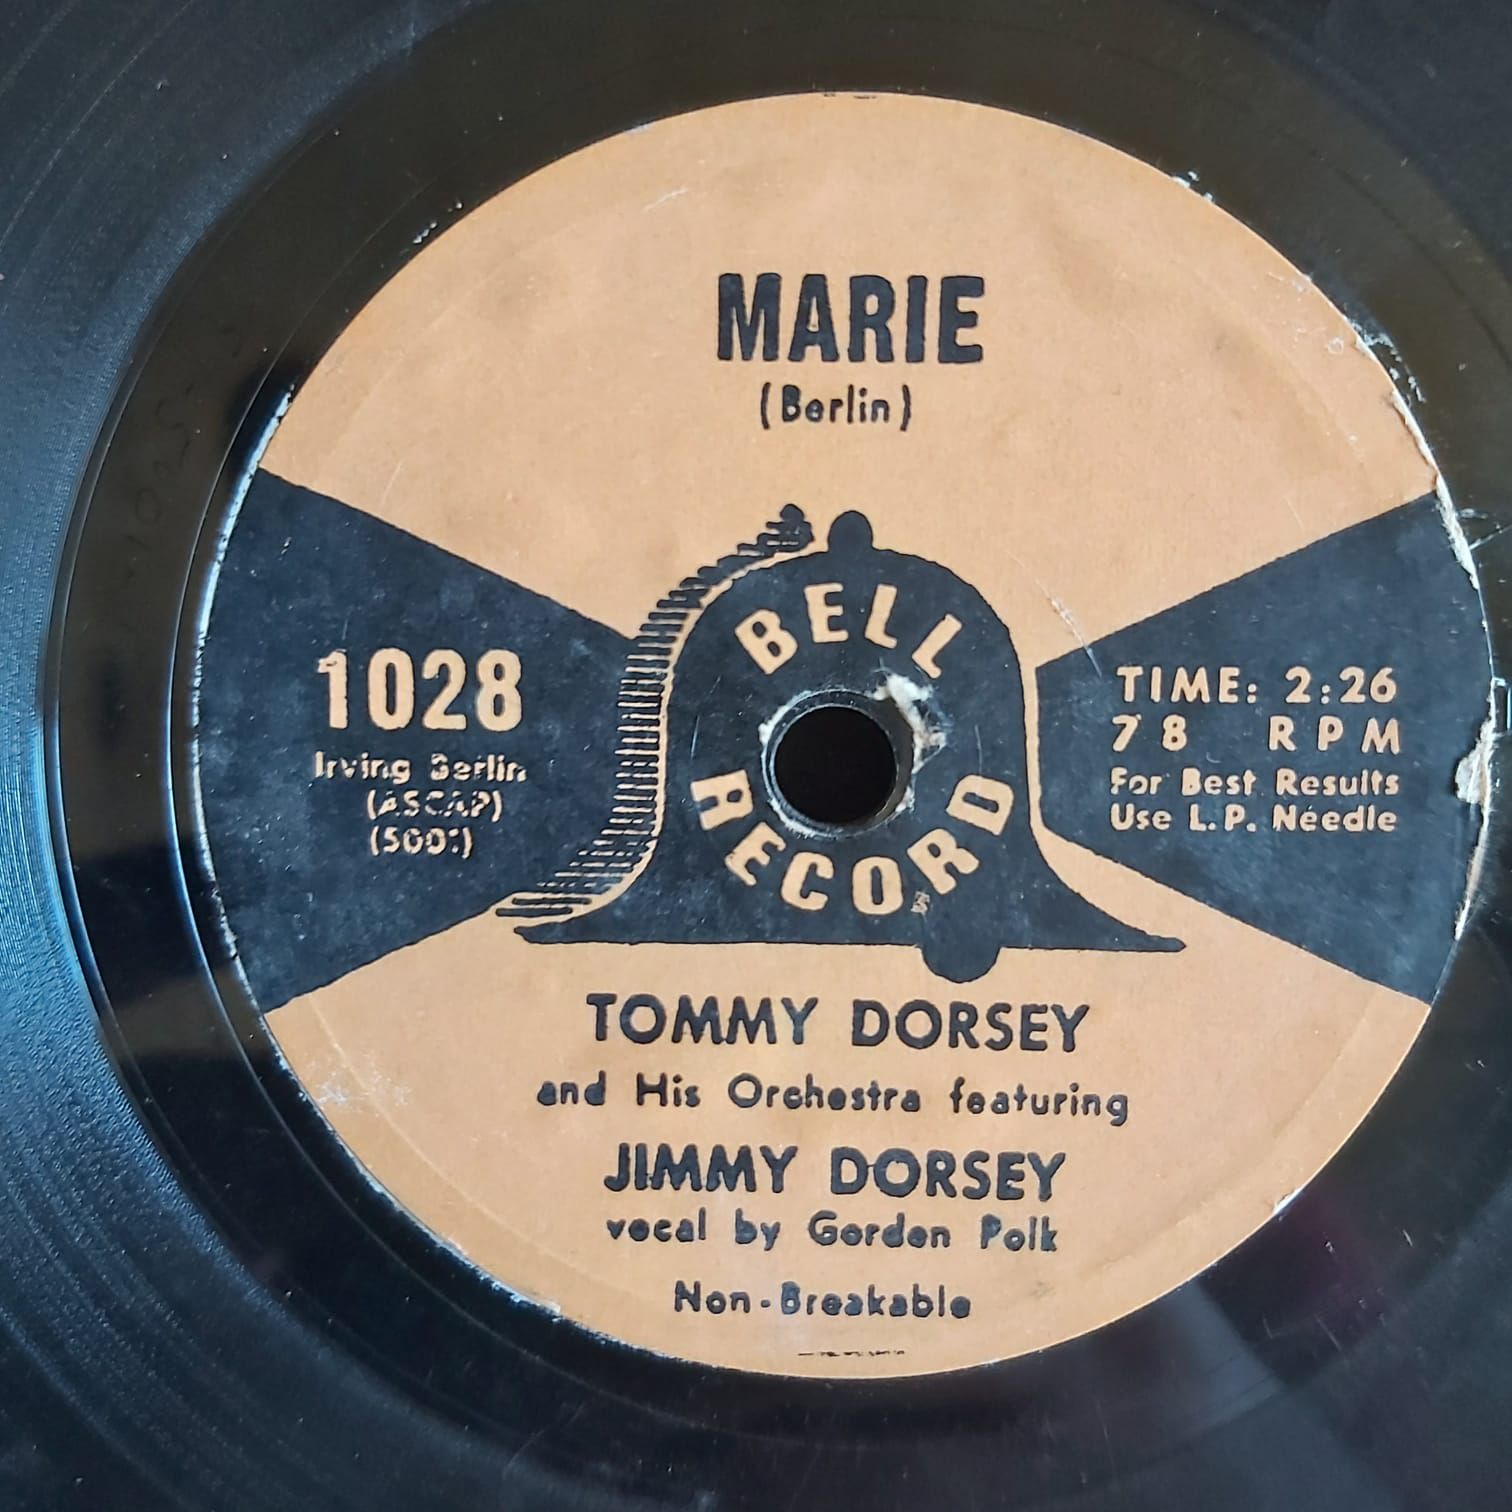 MARIE
(Berlin)
BELL
RECORD
1028
Irving Berlin
(ASCAP)
TIME: 2:26
78 RPM
For Best Results
Use L.P. Needle
TOMMY DORSEY
and His Orchestra featuring
JIMMY DORSEY
vocal by Gordon Polk
Non-Breakable